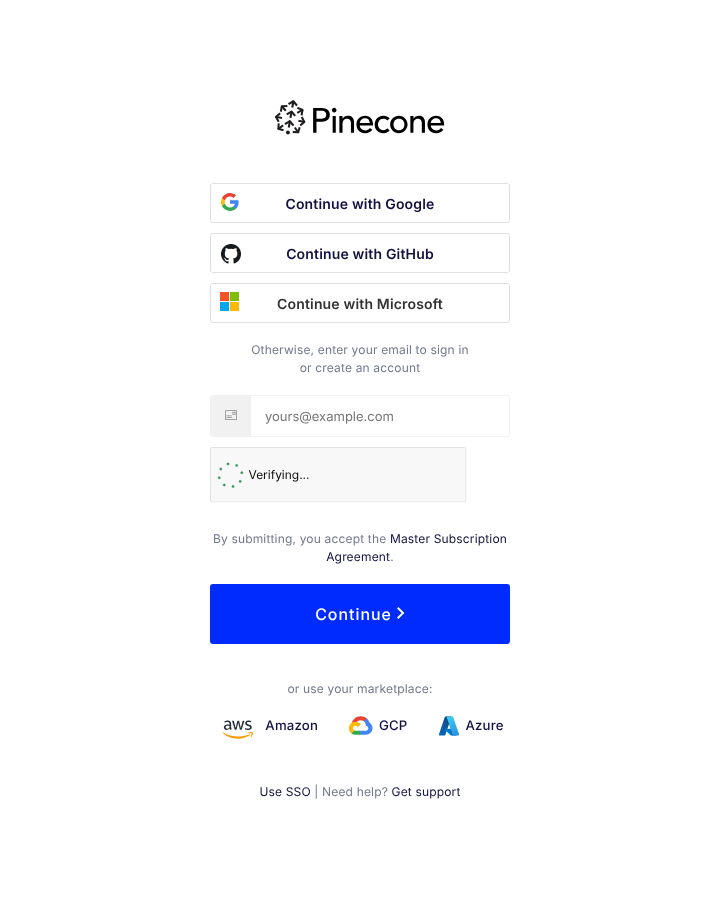 Pinecone
Continue with Google
Continue with GitHub
Continue with Microsoft
Otherwise, enter your email to sign in
or create an account
yours@example.com
Verifying...
By submitting, you accept the Master Subscription
Agreement.
Continue
or use your marketplace:
aws Amazon GCP Azure
Use SSO | Need help? Get support